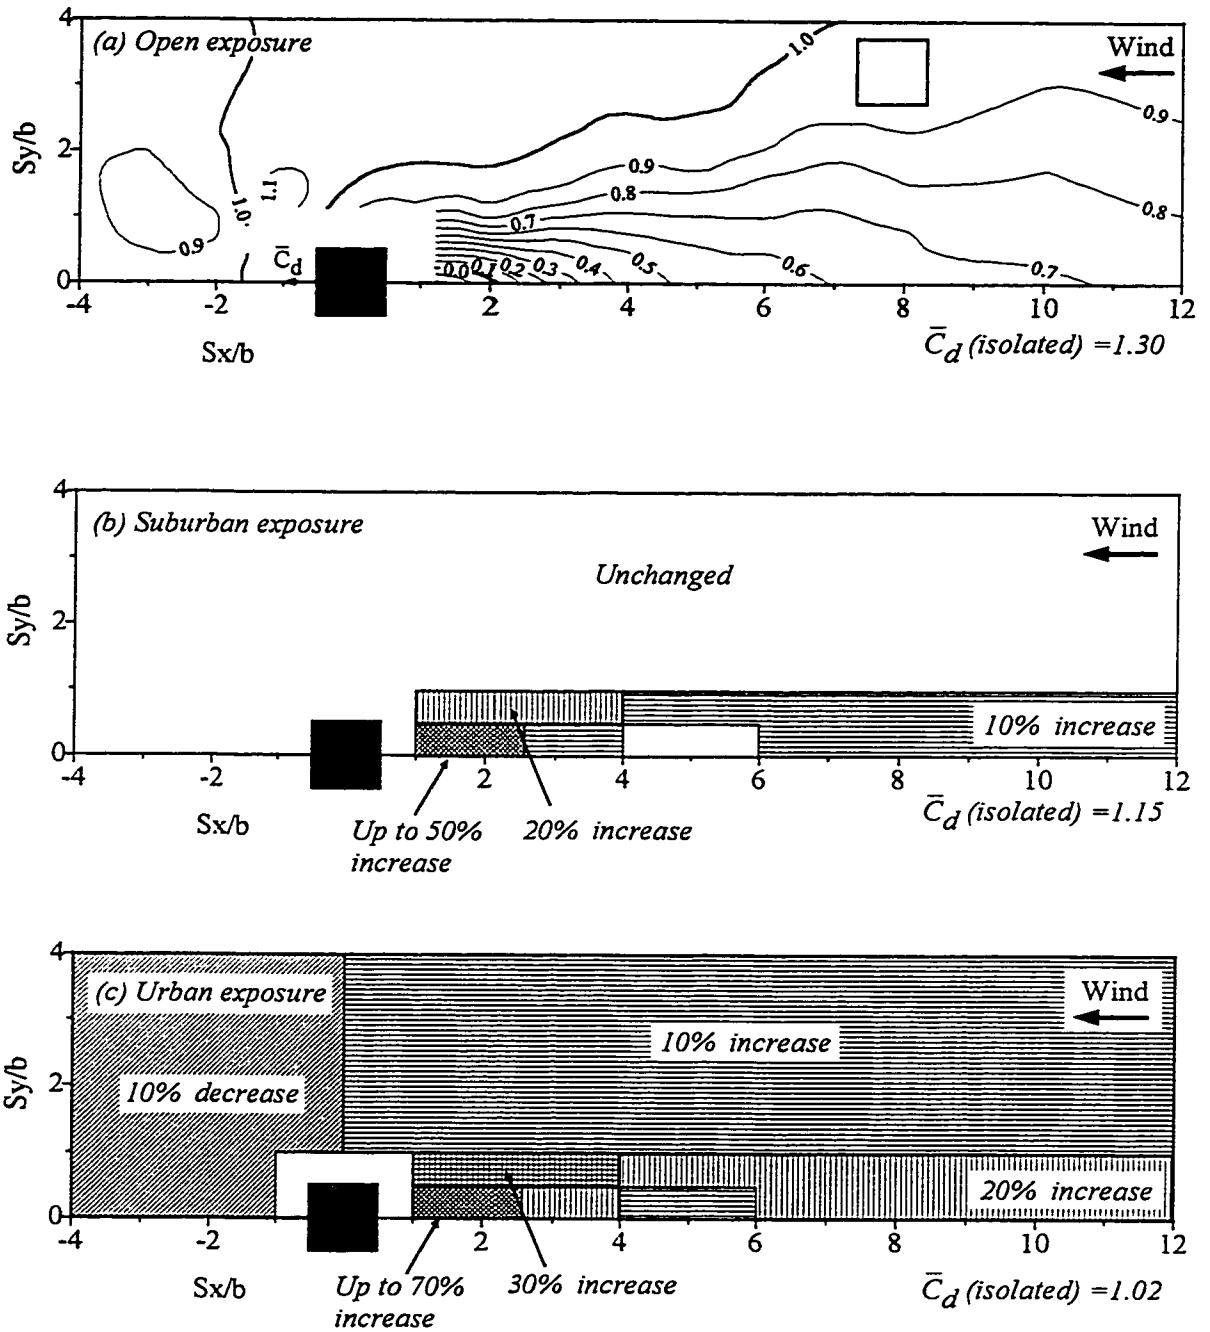 4
(a) Open exposure
1.0
Wind
0.9
2
Sy/b
1.1
0.9
0.8
1.0
0.8
0.7
0.9
C̄d
0.0 0.1 0.2 0.3 0.4 0.5 0.6 0.7
0
-4 -2 2 4 6 8 10 12
Sx/b
C̄d (isolated) =1.30
4
(b) Suburban exposure
Wind
Unchanged
2
Sy/b
10% increase
0
-4 -2 2 4 6 8 10 12
Sx/b
C̄d (isolated) =1.15
Up to 50% 20% increase
increase
4
(c) Urban exposure
Wind
10% increase
2
Sy/b
10% decrease
20% increase
0
-4 -2 2 4 6 8 10 12
Sx/b
Up to 70% 30% increase
increase
C̄d (isolated) =1.02